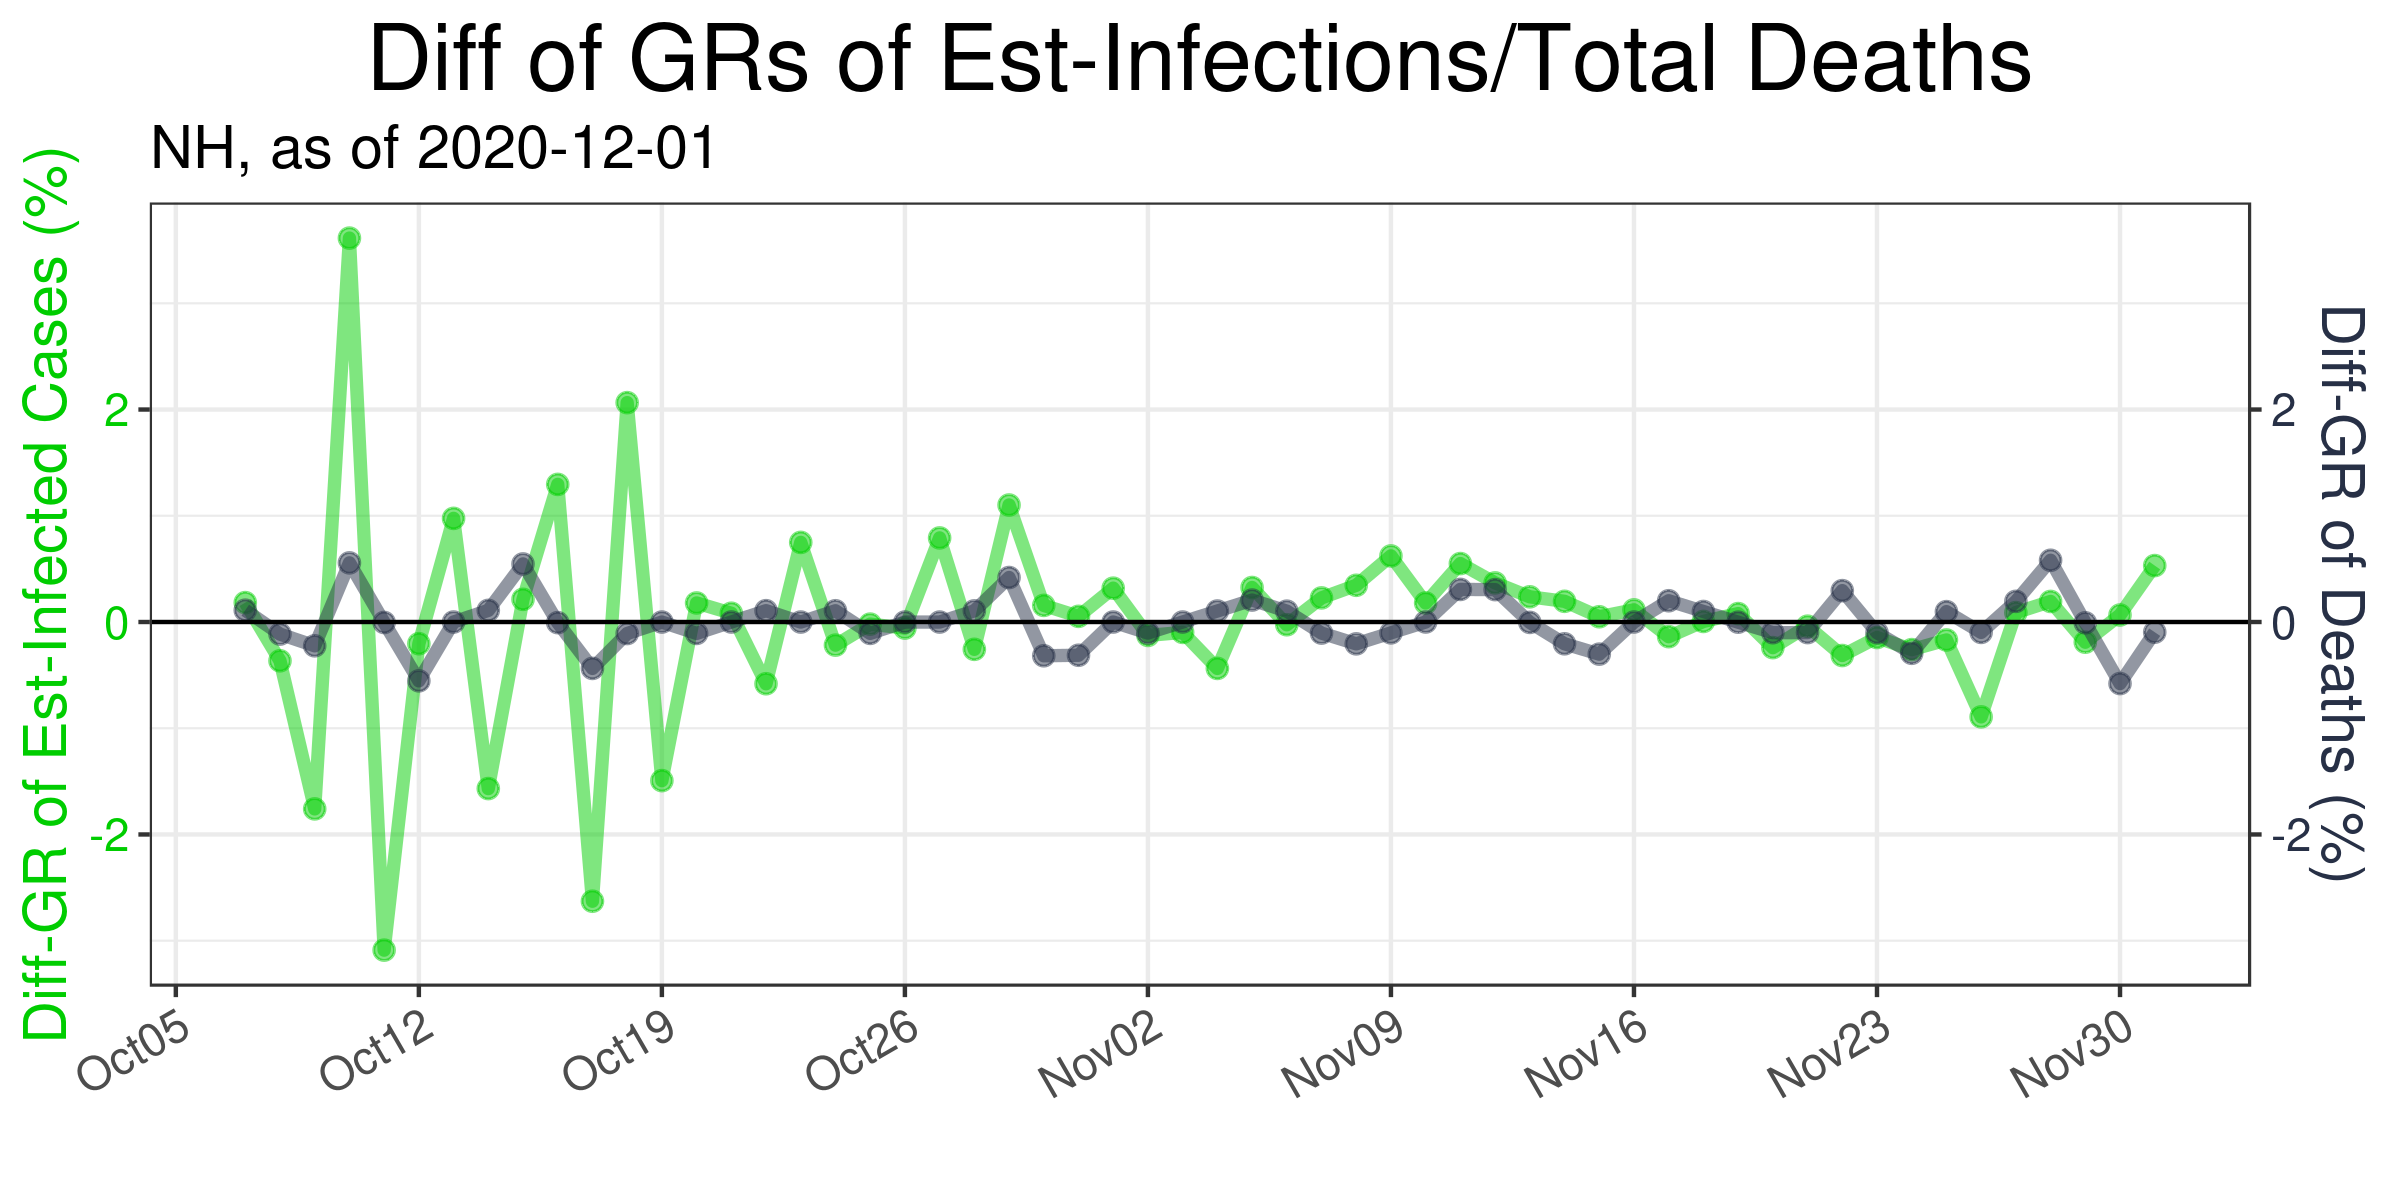 Diff of GRs of Est-Infections/Total Deaths
NH, as of 2020-12-01
Diff-GR of Est-Infected Cases (%)
2
0
-2
2
0
-2
Diff-GR of Deaths (%)
Oct05
Oct12
Oct19
Oct26
Nov02
Nov09
Nov16
Nov23
Nov30